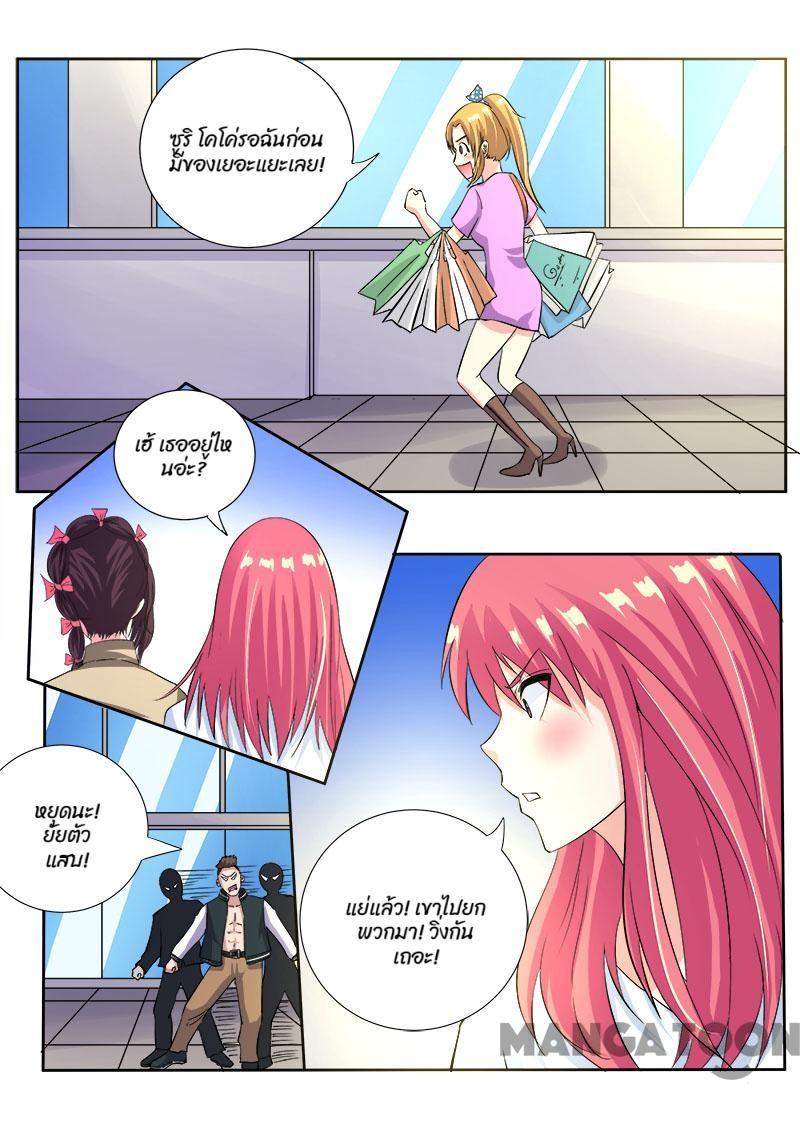 ซูริ โคโค่รอฉันก่อน
มีของเยอะแยะเลย!
เฮ้ เธออยู่ไห
นอ่ะ?
หยุดนะ!
ยัยตัว
แสบ!
แย่แล้ว! เขาไปยก
พวกมา! วิ่งกัน
เถอะ!
MANGATOON